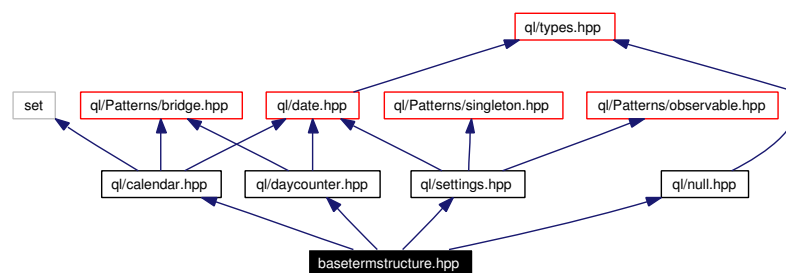 ql/types.hpp
set
ql/Patterns/bridge.hpp
ql/date.hpp
ql/Patterns/singleton.hpp
ql/Patterns/observable.hpp
ql/calendar.hpp
ql/daycounter.hpp
ql/settings.hpp
ql/null.hpp
basetermstructure.hpp